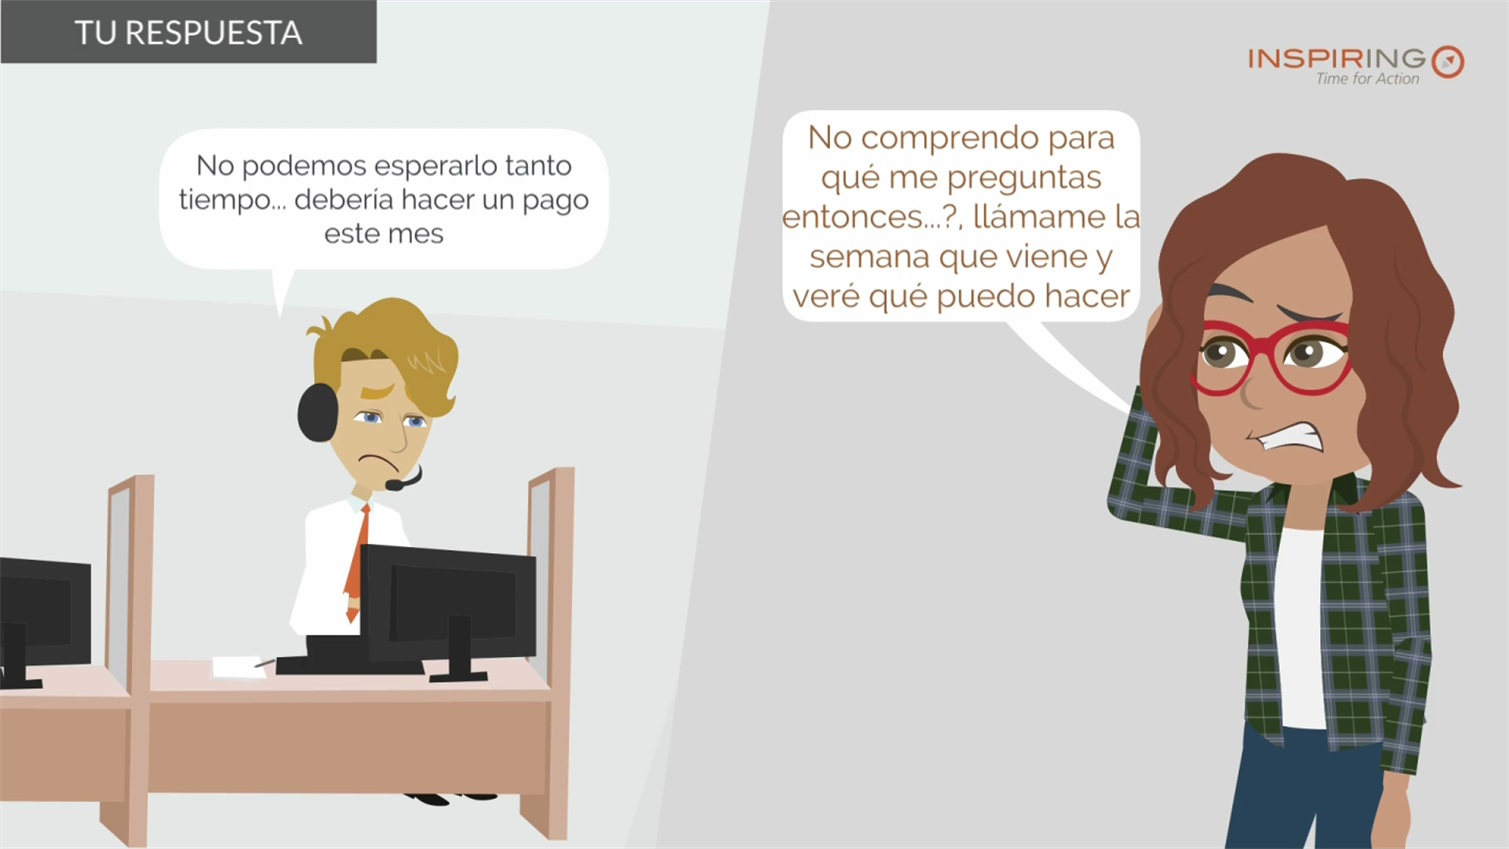 TU RESPUESTA
INSPIRING
Time for Action
No podemos esperarlo tanto
tiempo... debería hacer un pago
este mes
No comprendo para
qué me preguntas
entonces...?, llámame la
semana que viene y
veré qué puedo hacer